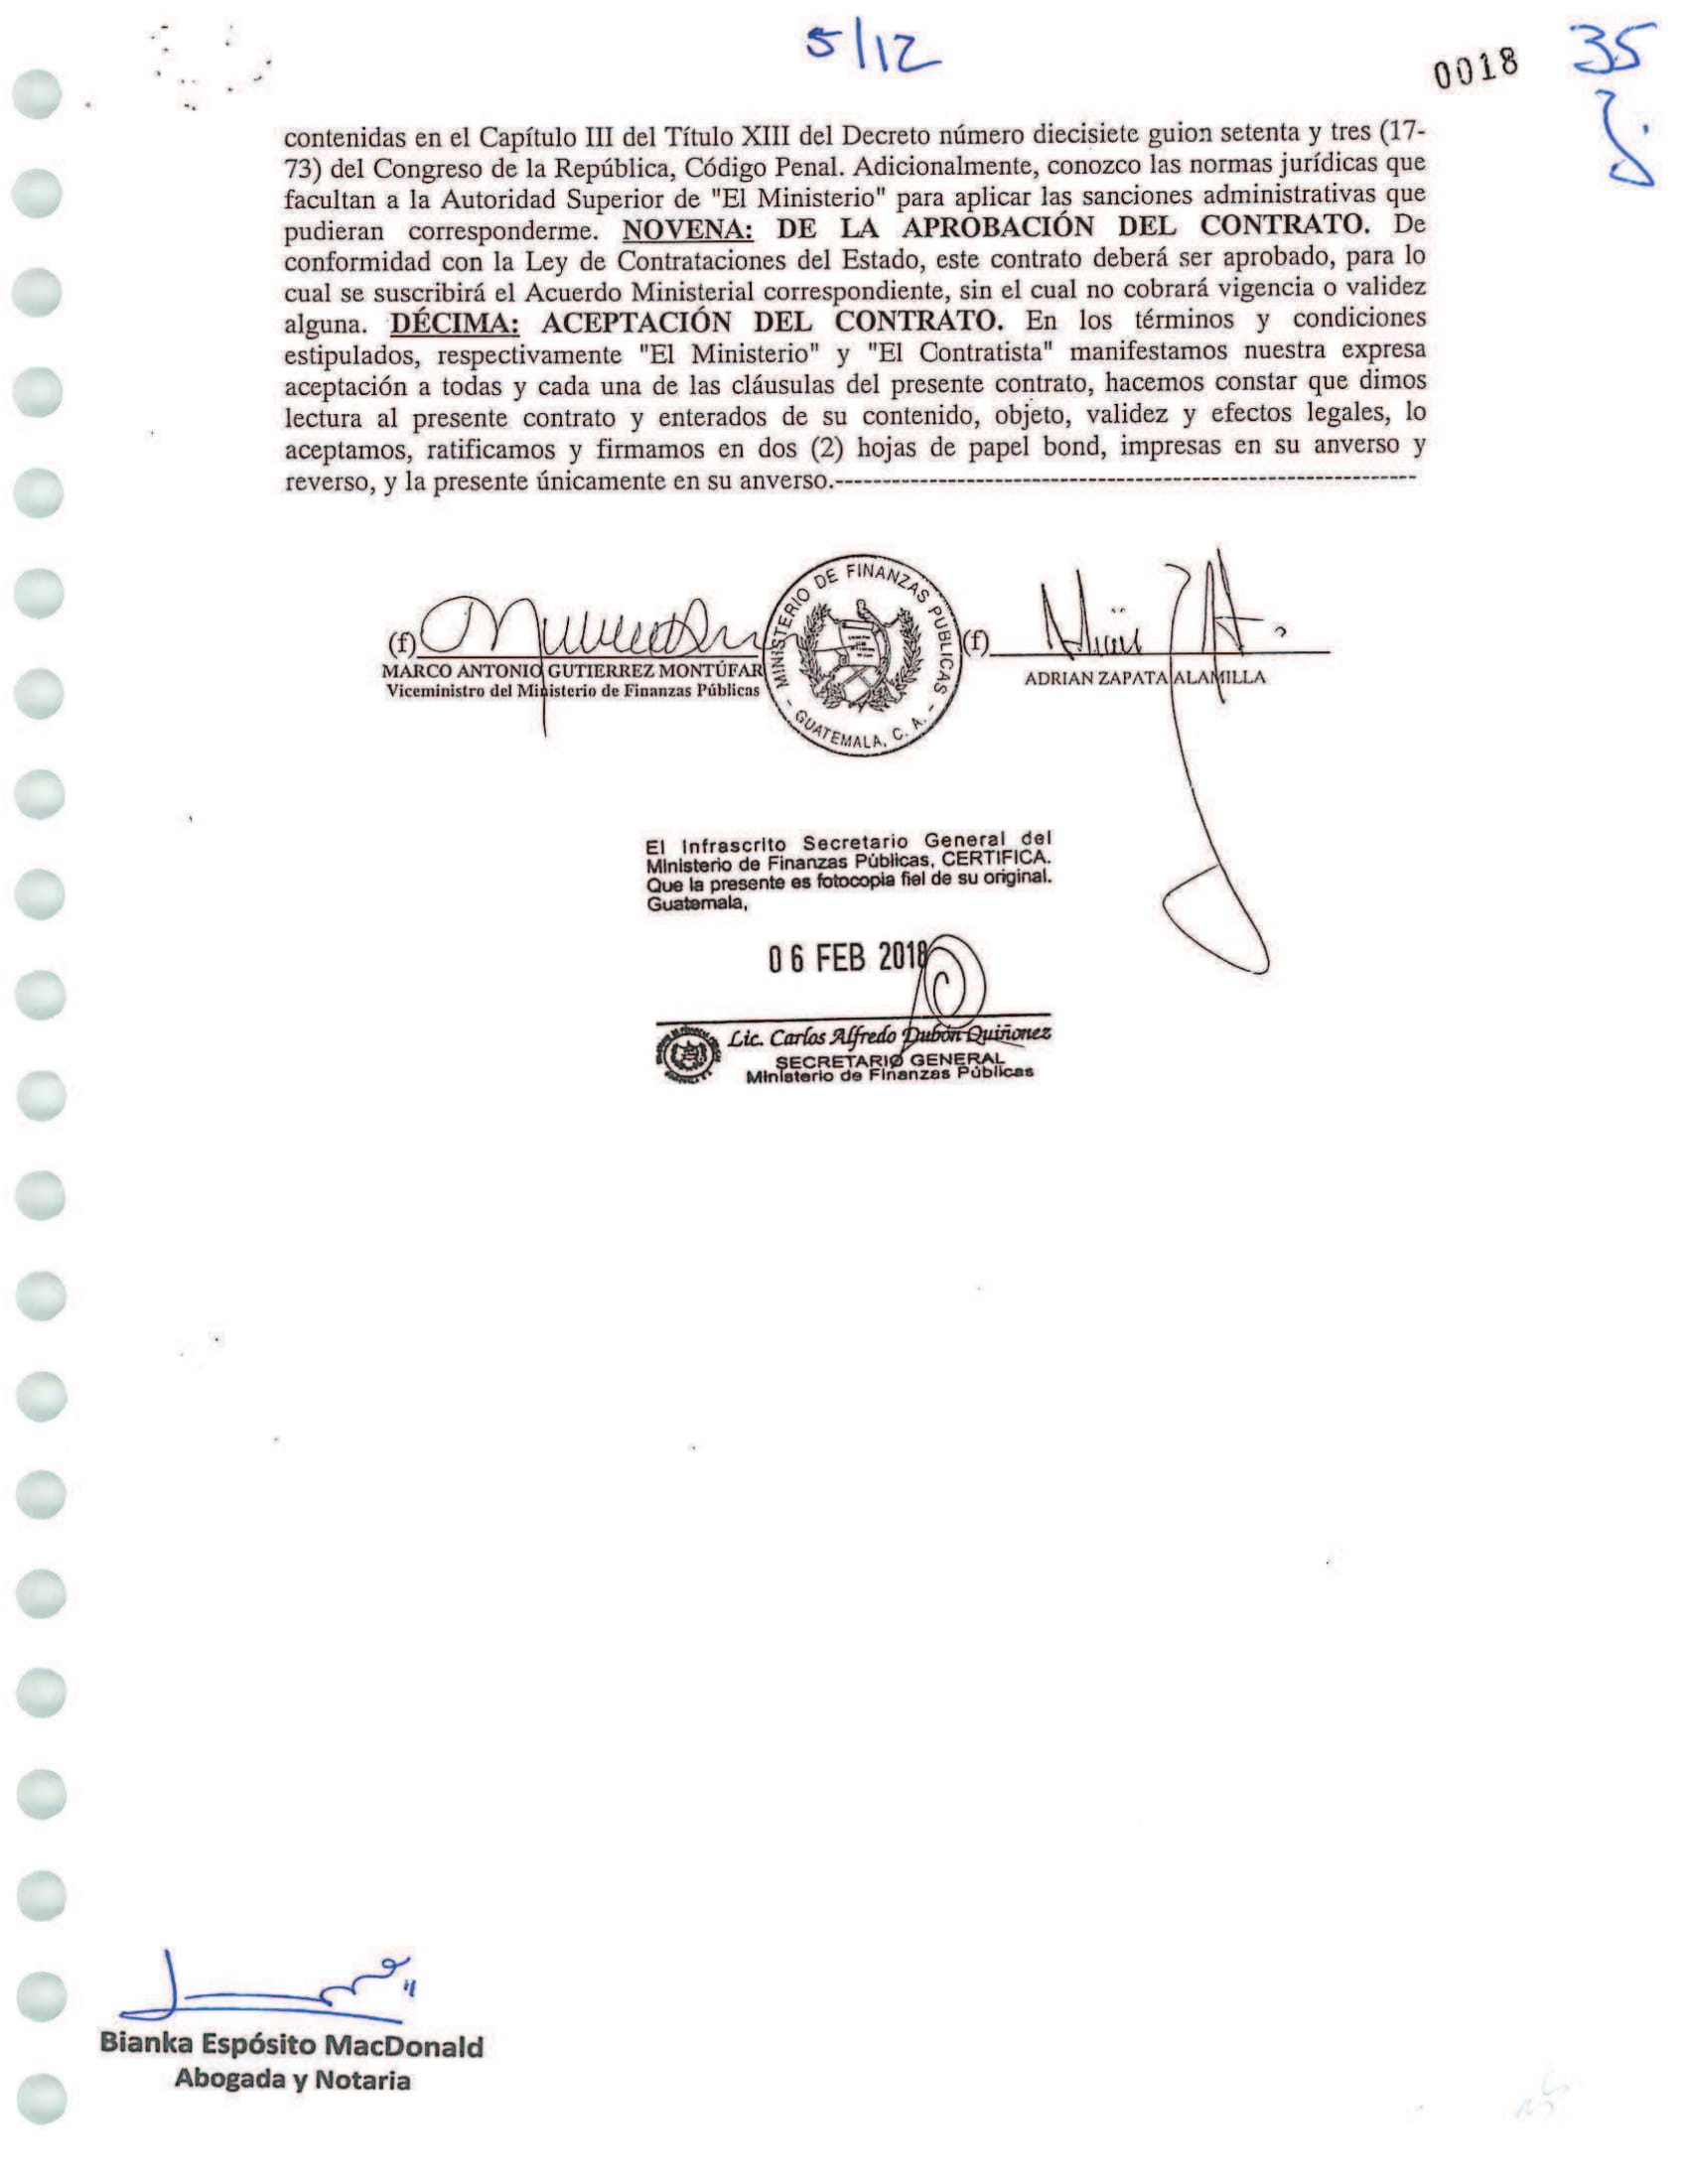 5/12
0018
35
contenidas en el Capítulo III del Título XIII del Decreto número diecisiete guion setenta y tres (17-
73) del Congreso de la República, Código Penal. Adicionalmente, conozco las normas jurídicas que
facultan a la Autoridad Superior de "El Ministerio" para aplicar las sanciones administrativas que
pudieran corresponderme. NOVENA: DE LA APROBACIÓN DEL CONTRATO. De
conformidad con la Ley de Contrataciones del Estado, este contrato deberá ser aprobado, para lo
cual se suscribirá el Acuerdo Ministerial correspondiente, sin el cual no cobrará vigencia o validez
alguna. DÉCIMA: ACEPTACIÓN DEL CONTRATO. En los términos y condiciones
estipulados, respectivamente "El Ministerio" y "El Contratista" manifestamos nuestra expresa
aceptación a todas y cada una de las cláusulas del presente contrato, hacemos constar que dimos
lectura al presente contrato y enterados de su contenido, objeto, validez y efectos legales, lo
aceptamos, ratificamos y firmamos en dos (2) hojas de papel bond, impresas en su anverso y
reverso, y la presente únicamente en su anverso.------------------------------------------------------------
(f)
MARCO ANTONIO GUTIERREZ MONTÚFAR
Viceministro del Ministerio de Finanzas Públicas
MINISTERIO DE FINANZAS PUBLICAS
- GUATEMALA, C. A. -
(f)
ADRIAN ZAPATA ALAMILLA
El Infrascrito Secretario General del
Ministerio de Finanzas Públicas, CERTIFICA.
Que la presente es fotocopia fiel de su original.
Guatemala,
06 FEB 2018
Lic. Carlos Alfredo Dubón Quiñonez
SECRETARIO GENERAL
Ministerio de Finanzas Públicas
Bianka Espósito MacDonald
Abogada y Notaria